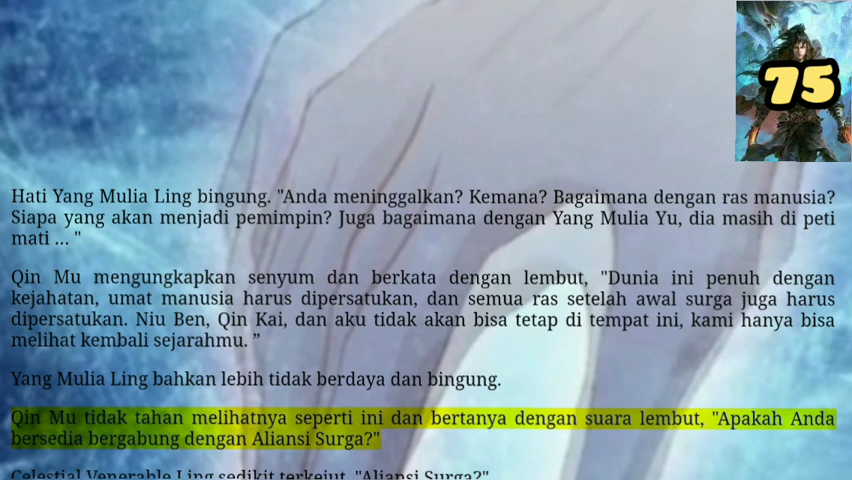 75
Hati Yang Mulia Ling bingung. "Anda meninggalkan? Kemana? Bagaimana dengan ras manusia?
Siapa yang akan menjadi pemimpin? Juga bagaimana dengan Yang Mulia Yu, dia masih di peti
mati ... "
Qin Mu mengungkapkan senyum dan berkata dengan lembut, "Dunia ini penuh dengan
kejahatan, umat manusia harus dipersatukan, dan semua ras setelah awal surga juga harus
dipersatukan. Niu Ben, Qin Kai, dan aku tidak akan bisa tetap di tempat ini, kami hanya bisa
melihat kembali sejarahmu. ”
Yang Mulia Ling bahkan lebih tidak berdaya dan bingung.
Qin Mu tidak tahan melihatnya seperti ini dan bertanya dengan suara lembut, "Apakah Anda
bersedia bergabung dengan Aliansi Surga?"
Celestial Venerable Ling sedikit terkejut. "Aliansi Surga?"